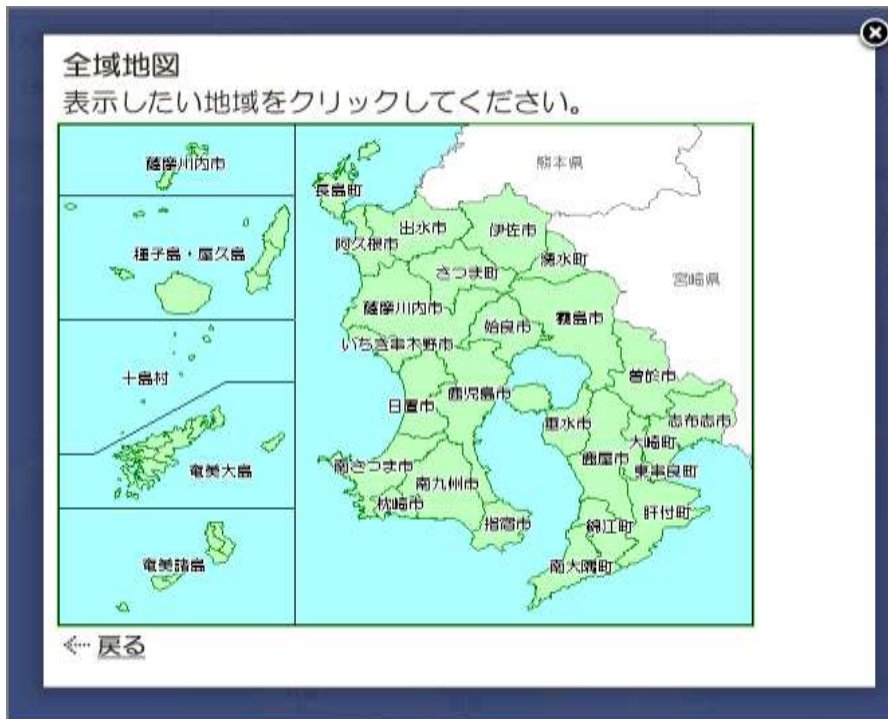 全域地図
表示したい地域をクリックしてください。
薩摩川内市
種子島・屋久島
十島村
奄美大島
奄美諸島
熊本県
宮崎県
長島町
出水市
伊佐市
阿久根市
湧水町
さつま町
薩摩川内市
姶良市
霧島市
いちき串木野市
曽於市
鹿児島市
日置市
垂水市
志布志市
大崎町
鹿屋市
東串良町
南さつま市
南九州市
枕崎市
肝付町
指宿市
錦江町
南大隅町
戻る